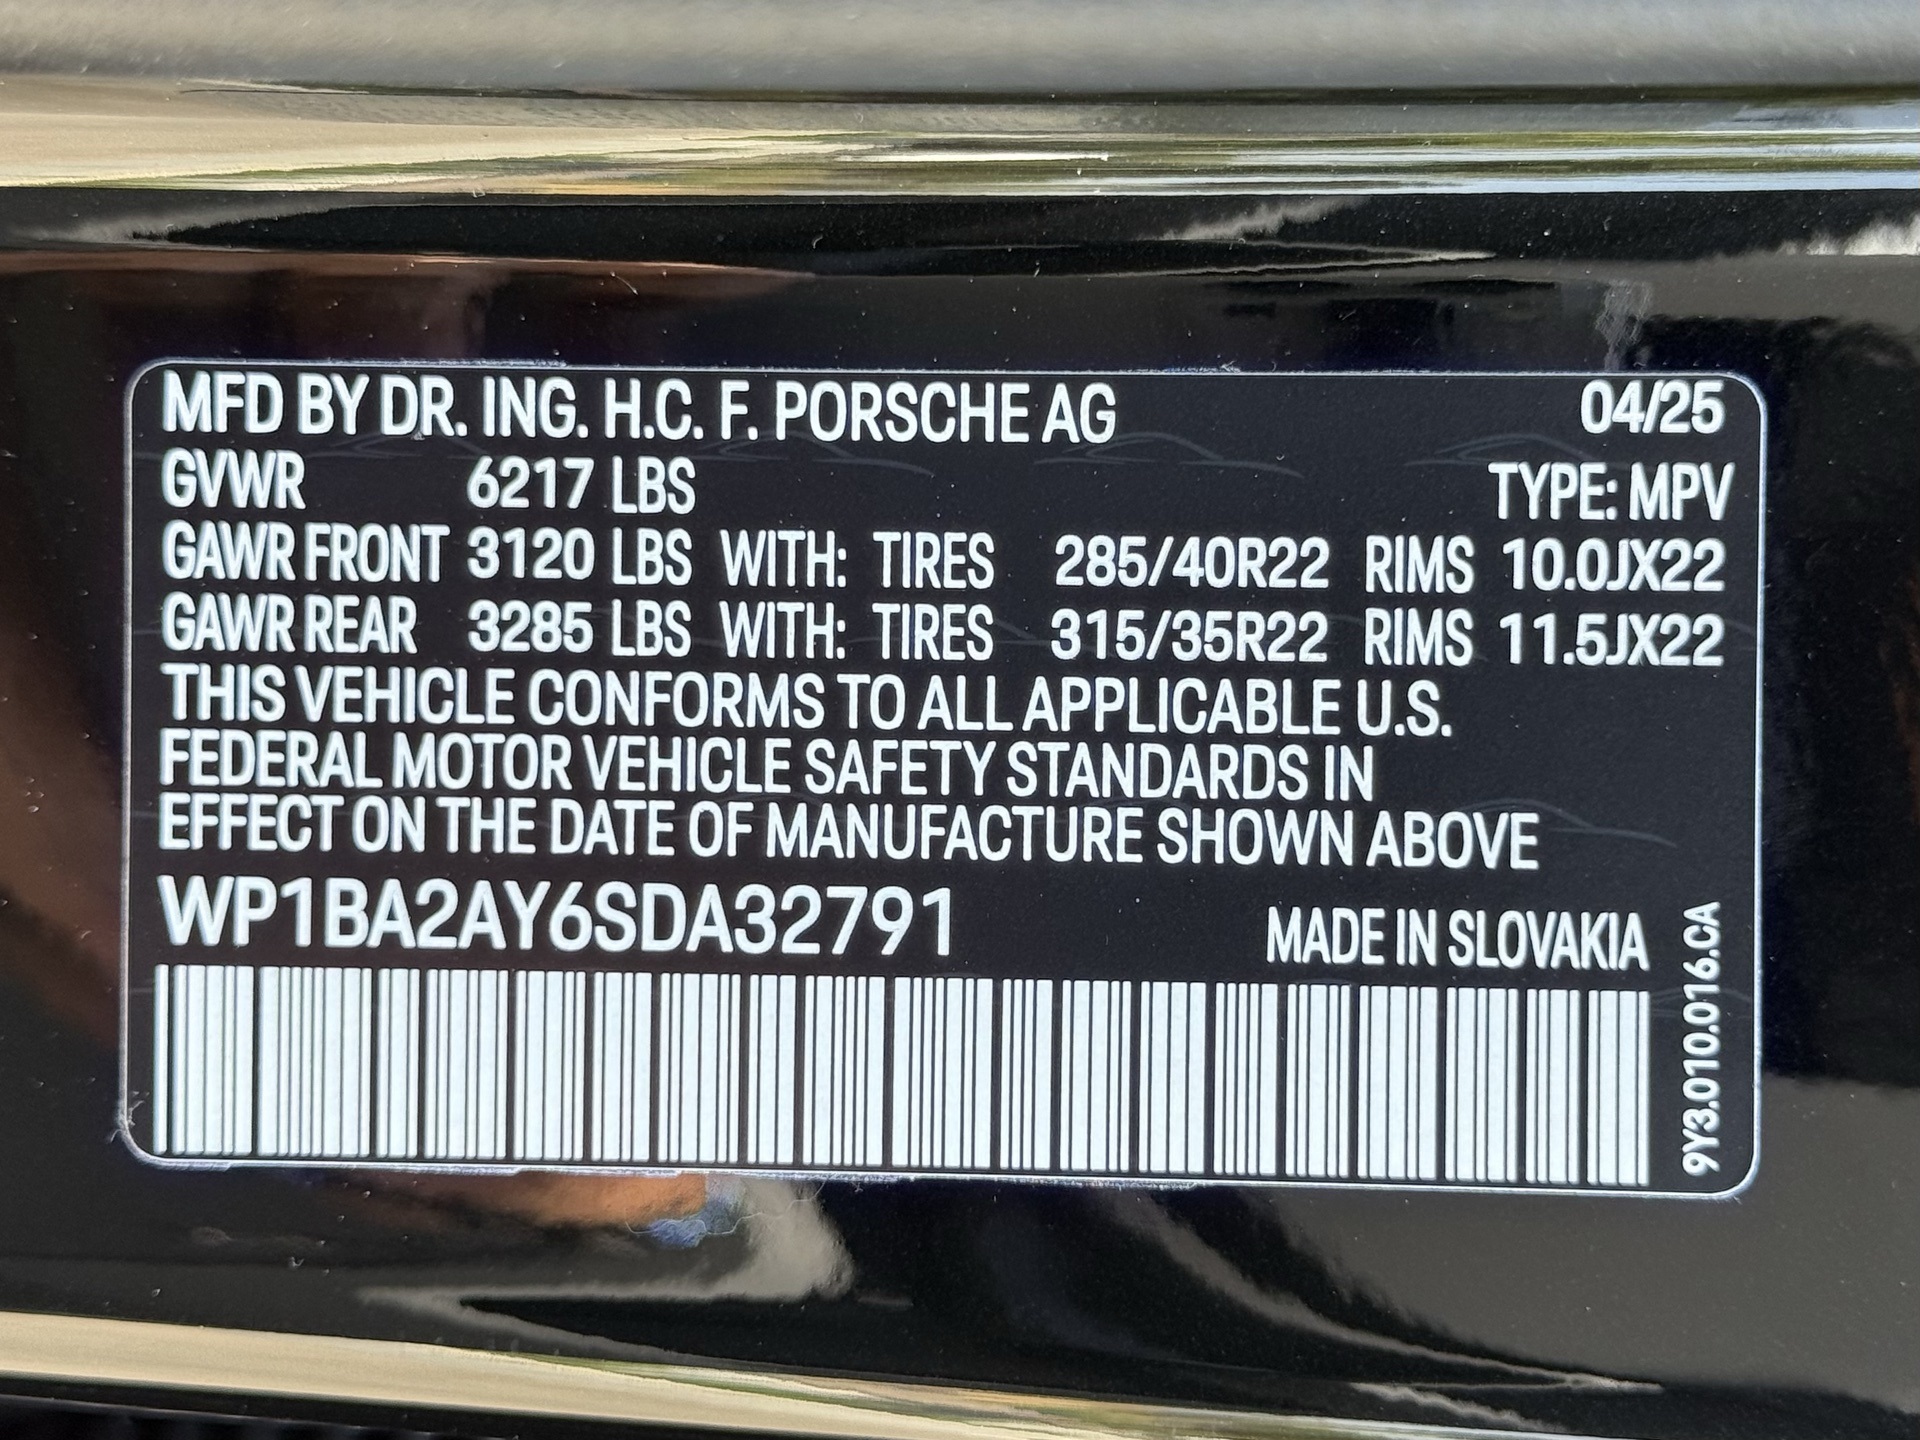 MFD BY DR. ING. H.C. F. PORSCHE AG 04/25
GVWR 6217 LBS TYPE: MPV
GAWR FRONT 3120 LBS WITH: TIRES 285/40R22 RIMS 10.0JX22
GAWR REAR 3285 LBS WITH: TIRES 315/35R22 RIMS 11.5JX22
THIS VEHICLE CONFORMS TO ALL APPLICABLE U.S.
FEDERAL MOTOR VEHICLE SAFETY STANDARDS IN
EFFECT ON THE DATE OF MANUFACTURE SHOWN ABOVE
WP1BA2AY6SDA32791 MADE IN SLOVAKIA
9Y3.010.016.CA